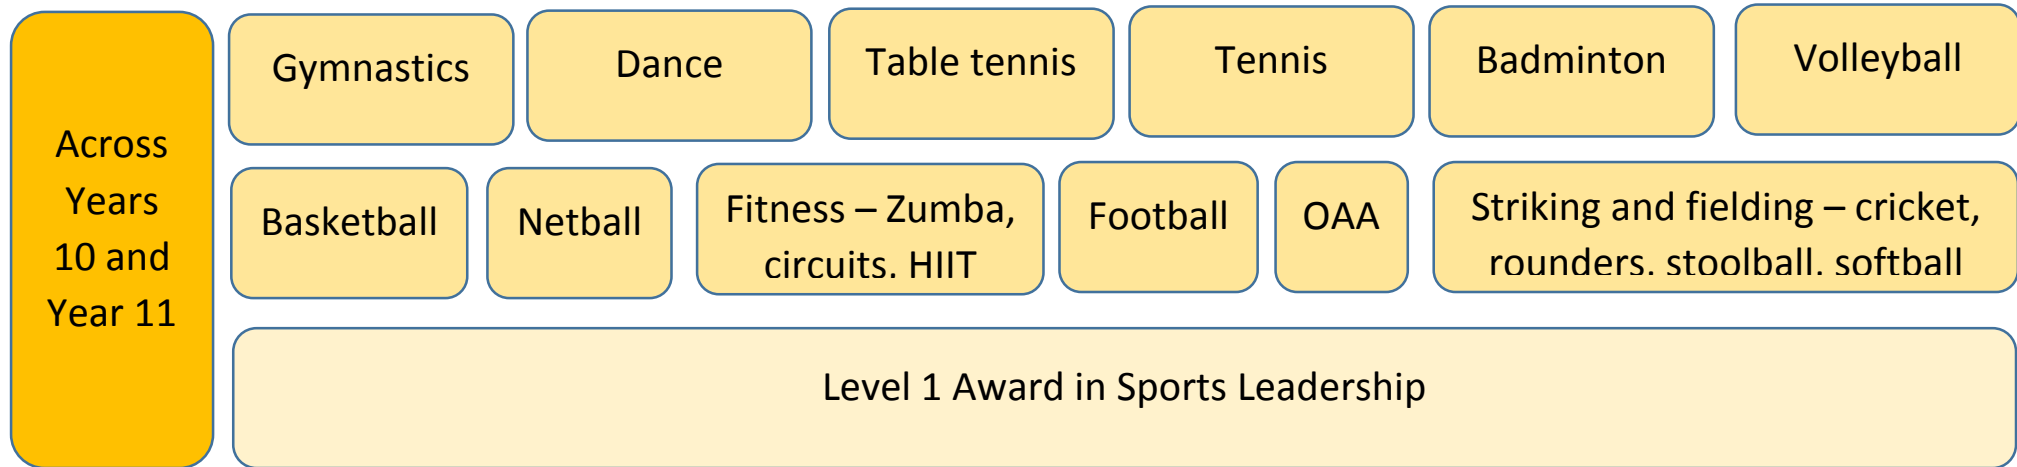 Across
Years
10 and
Year 11
Gymnastics
Dance
Table tennis
Tennis
Badminton
Volleyball
Basketball
Netball
Fitness – Zumba,
circuits. HIIT
Football
OAA
Striking and fielding – cricket,
rounders. stoolball. softball
Level 1 Award in Sports Leadership